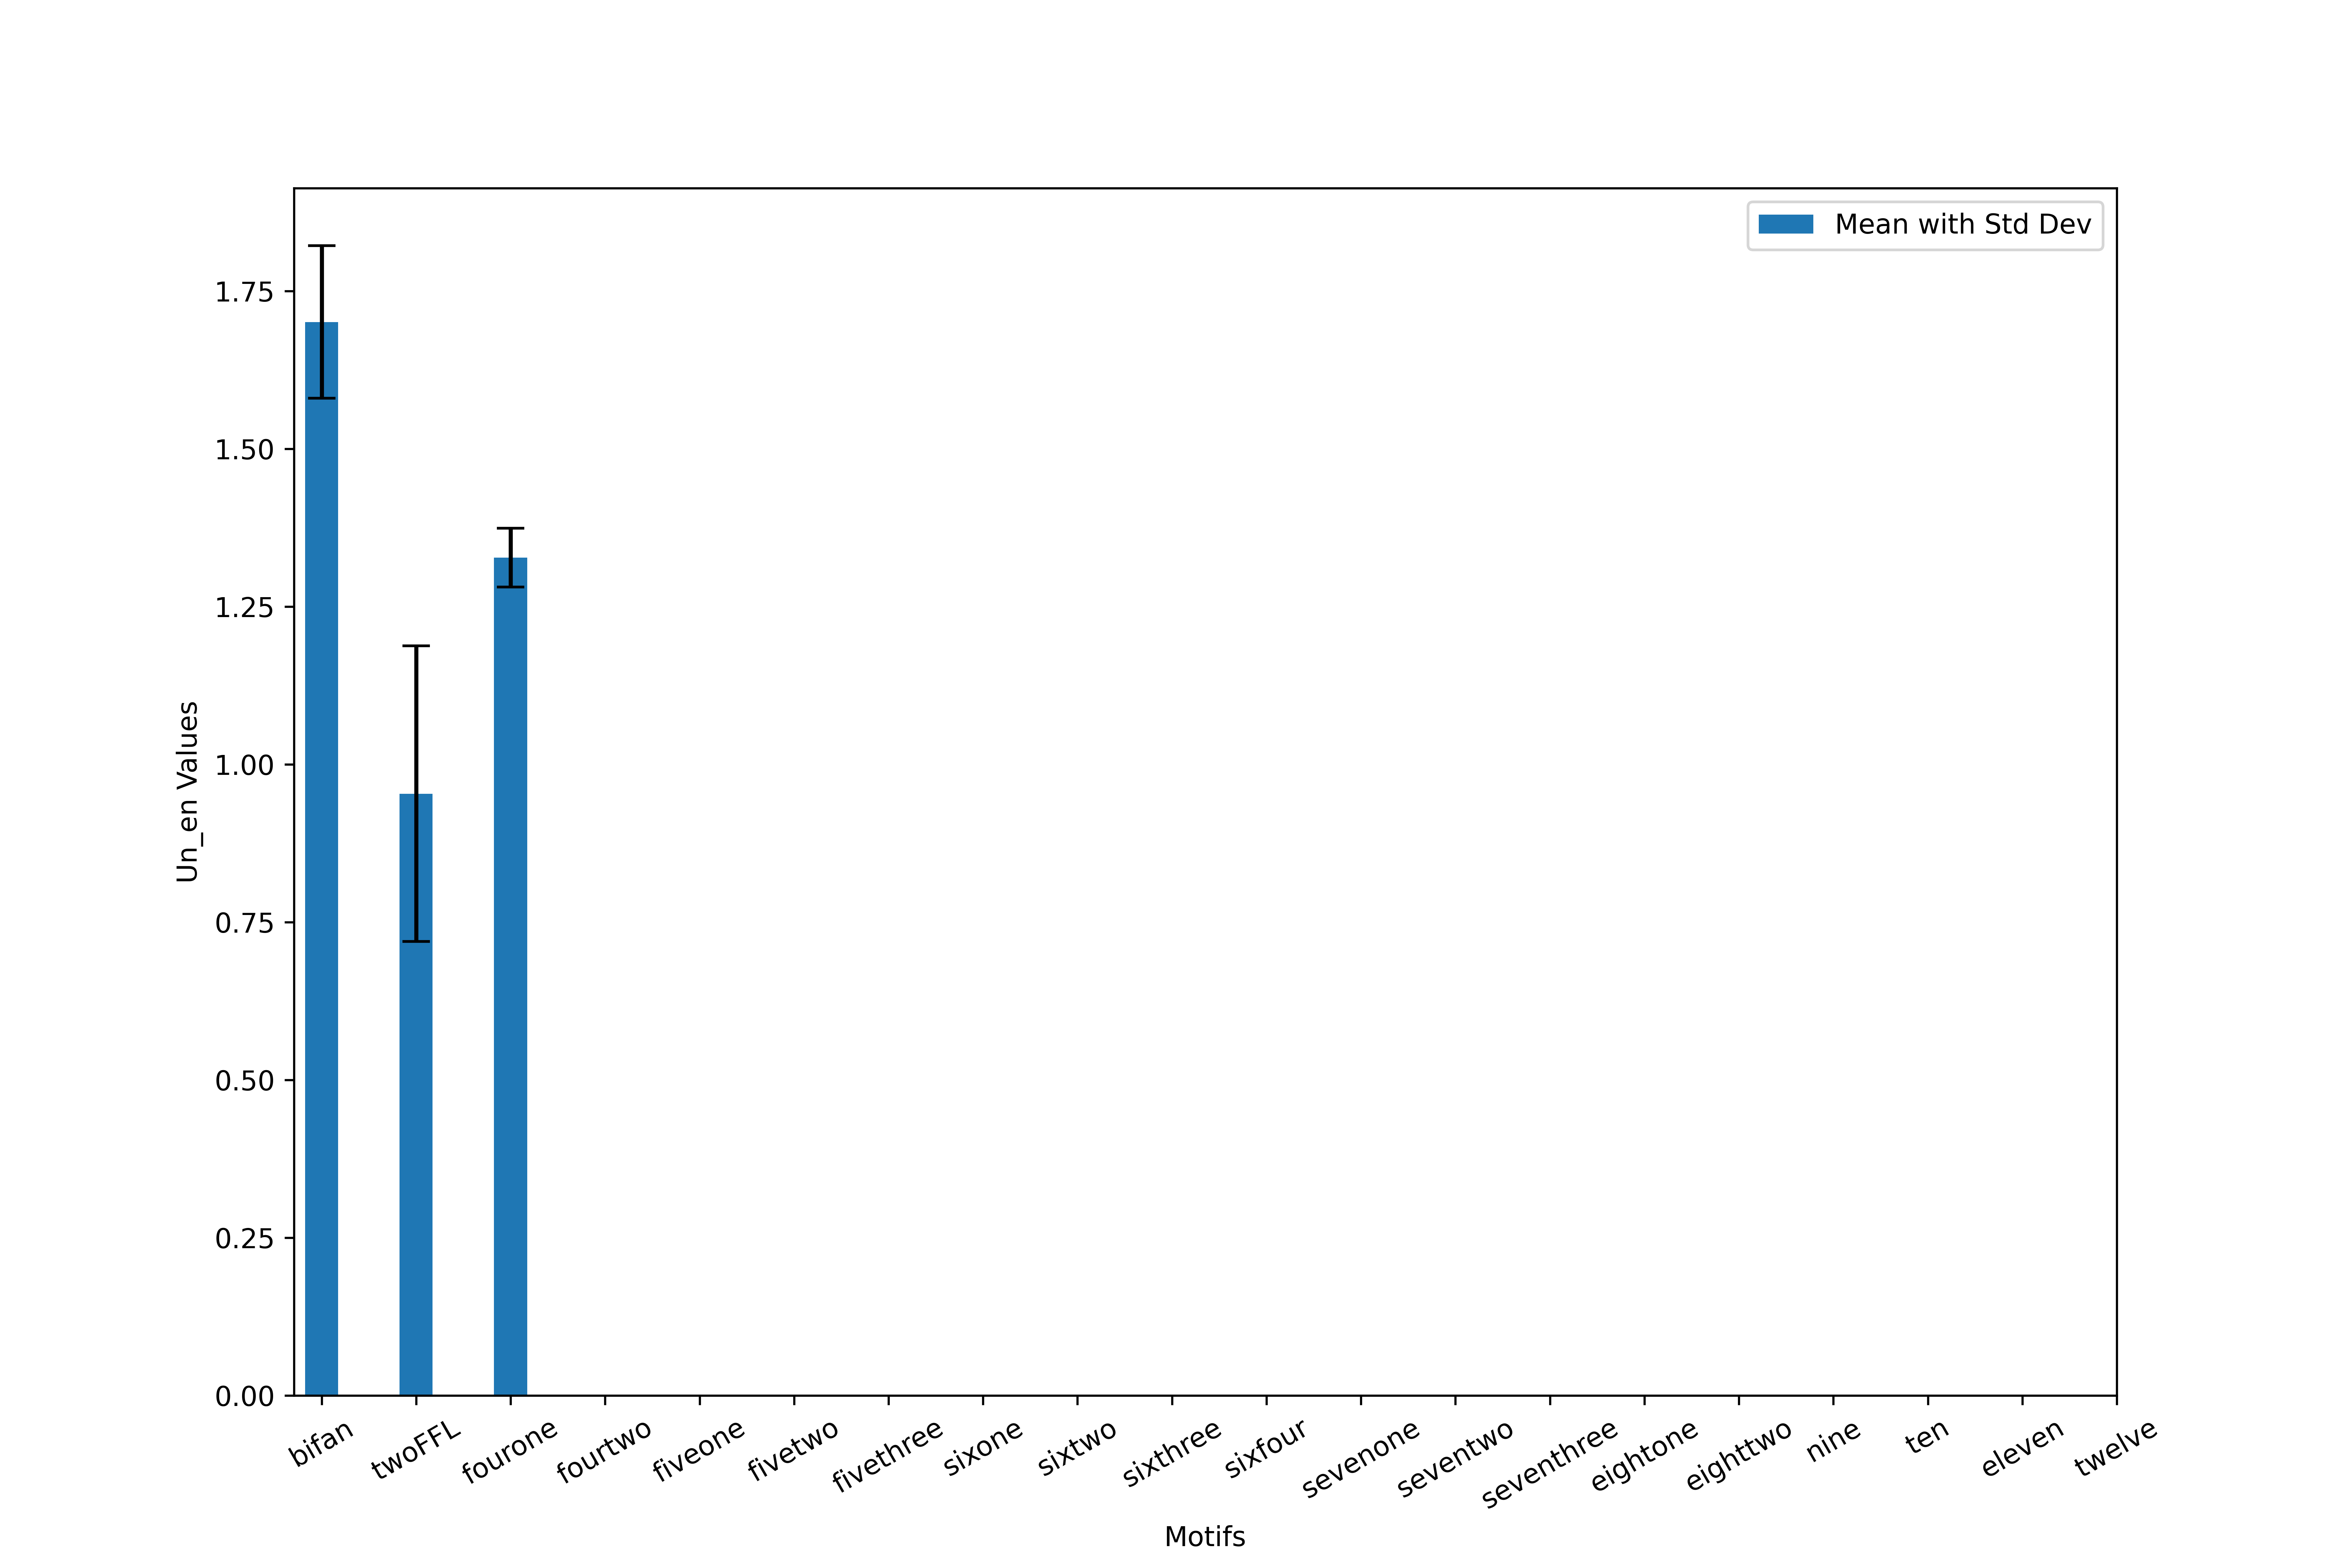 Mean with Std Dev
1.75
1.50
1.25
1.00
0.75
0.50
0.25
0.00
Un_en Values
bifan
twoFFL
fourone
fourtwo
fiveone
fivetwo
fivethree
sixone
sixtwo
sixthree
sixfour
sevenone
seventwo
seventhree
eightone
eighttwo
nine
ten
eleven
twelve
Motifs